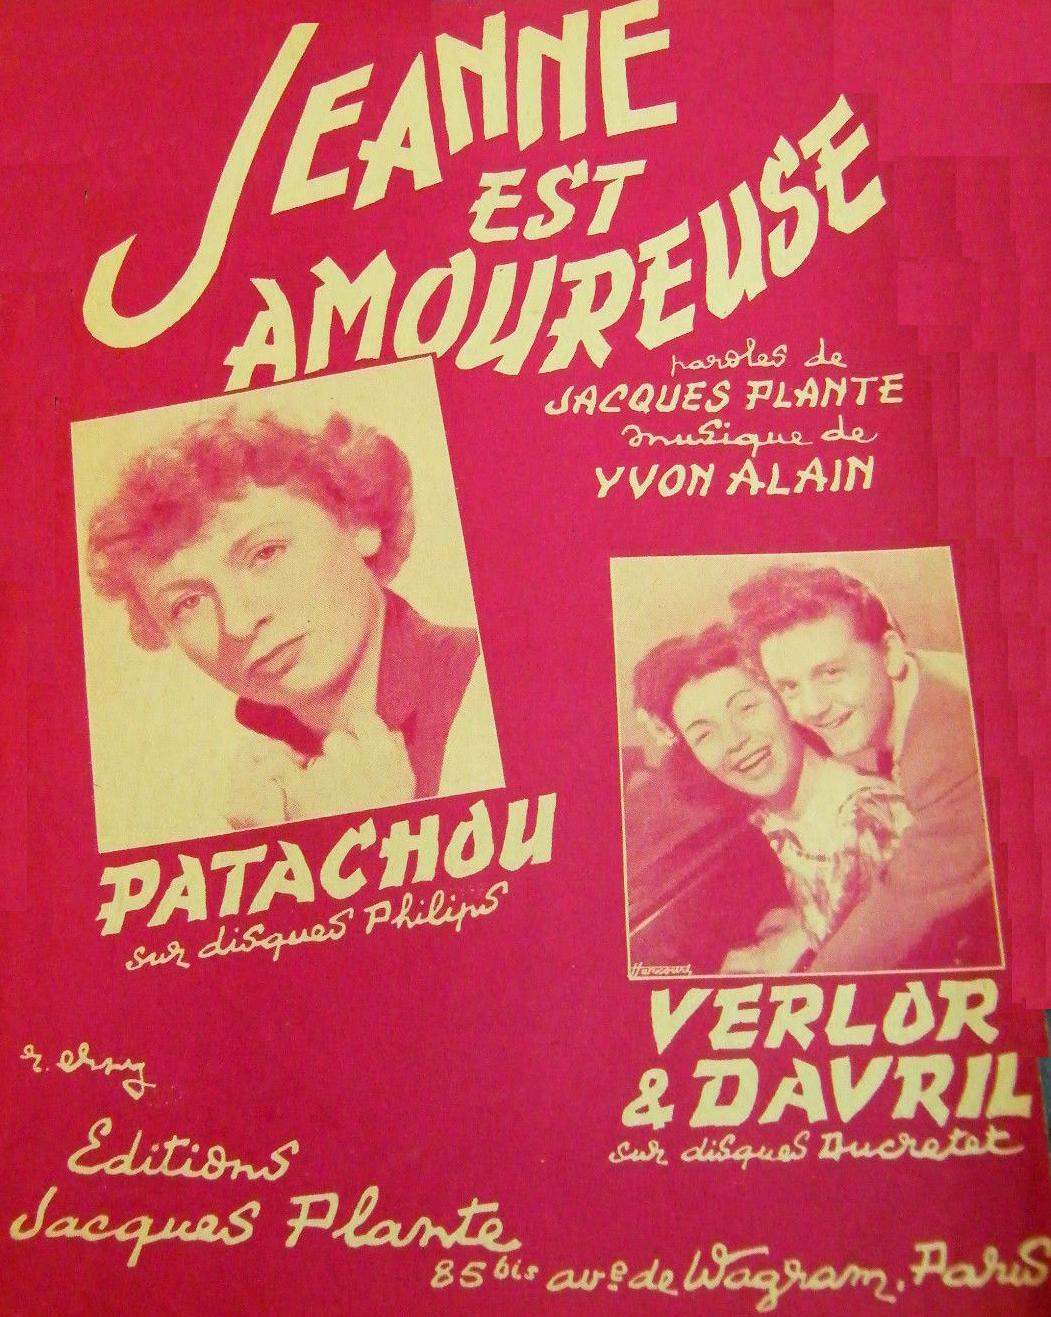 JEANNE
EST
AMOUREUSE
paroles de
JACQUES PLANTE
musique de
YVON ALAIN
PATACHOU
sur disques Philips
Harcourt
VERLOR
& DAVRIL
sur disques Ducretet
Editions
Jacques Plante
85 bis av.e de Wagram. Paris